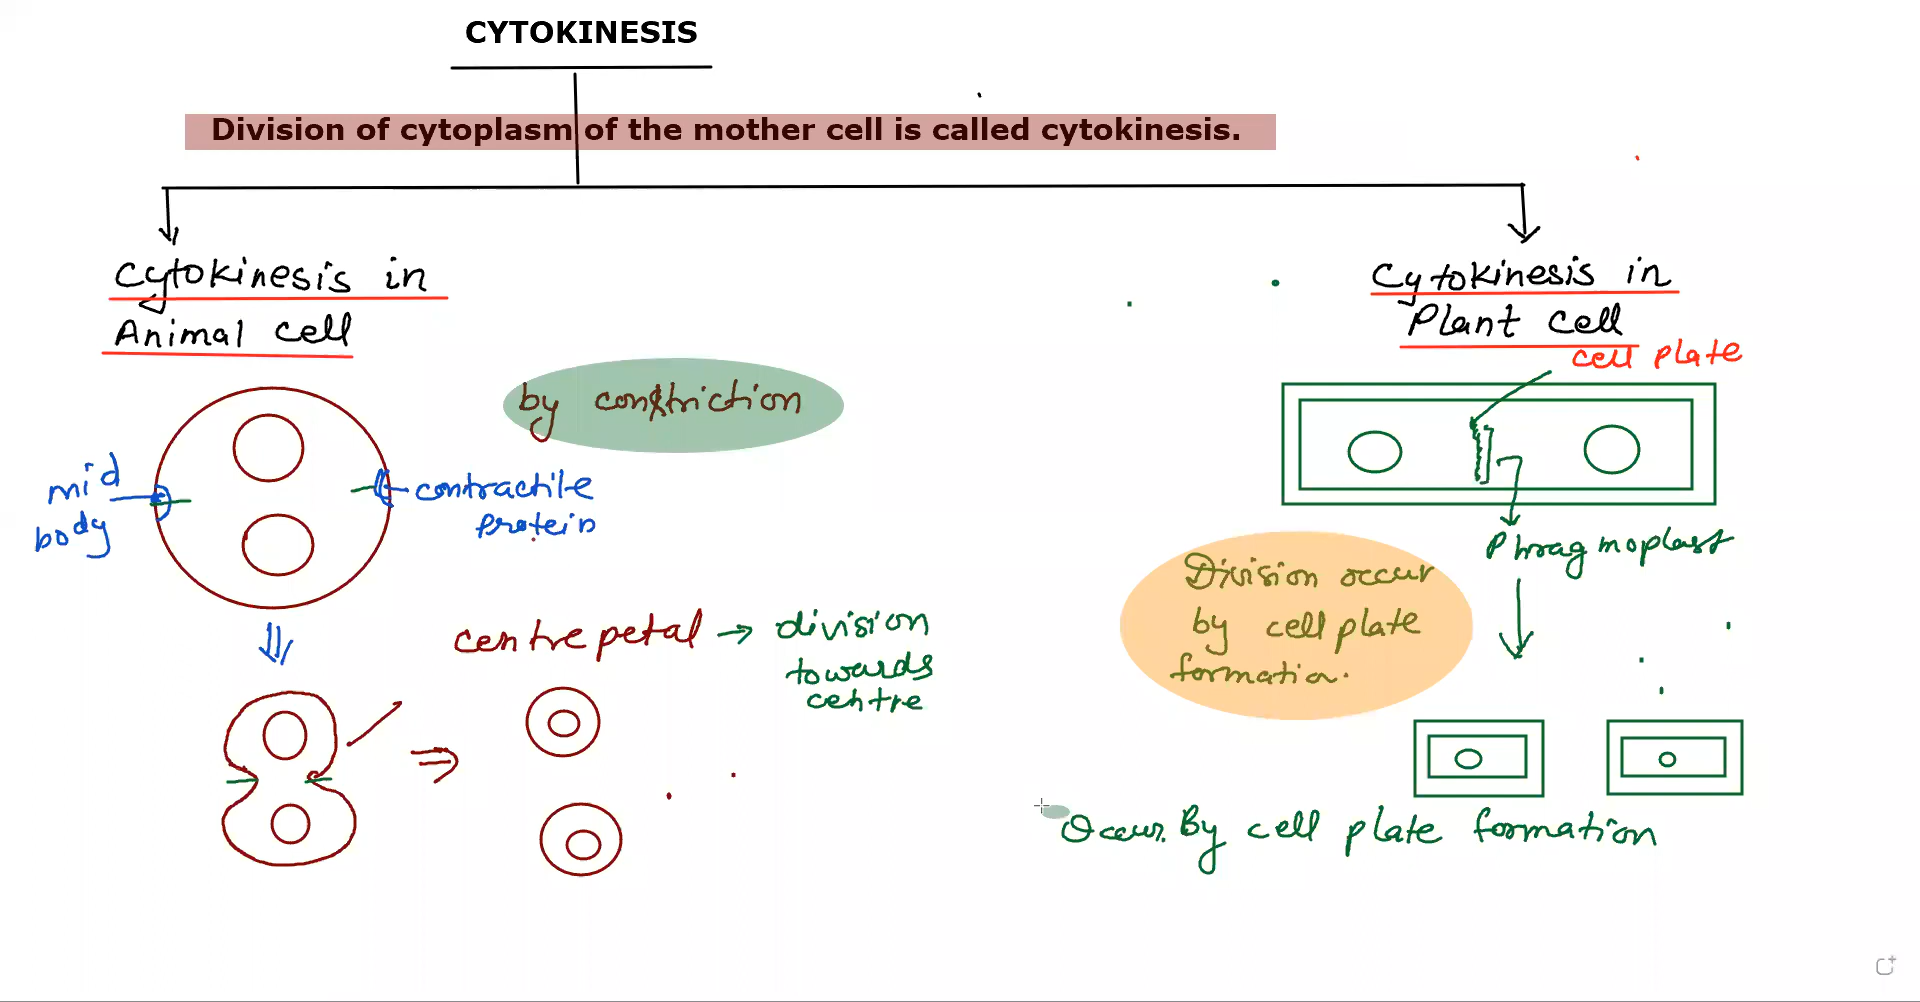 CYTOKINESIS
Division of cytoplasm of the mother cell is called cytokinesis.
Cytokinesis in
Animal cell
by constriction
mid
body
contractile
protein
centrepetal → division
towards
centre
Cytokinesis in
Plant cell
cell plate
Phragmoplast
Division occur
by cell plate
formation.
Occur. By cell plate formation